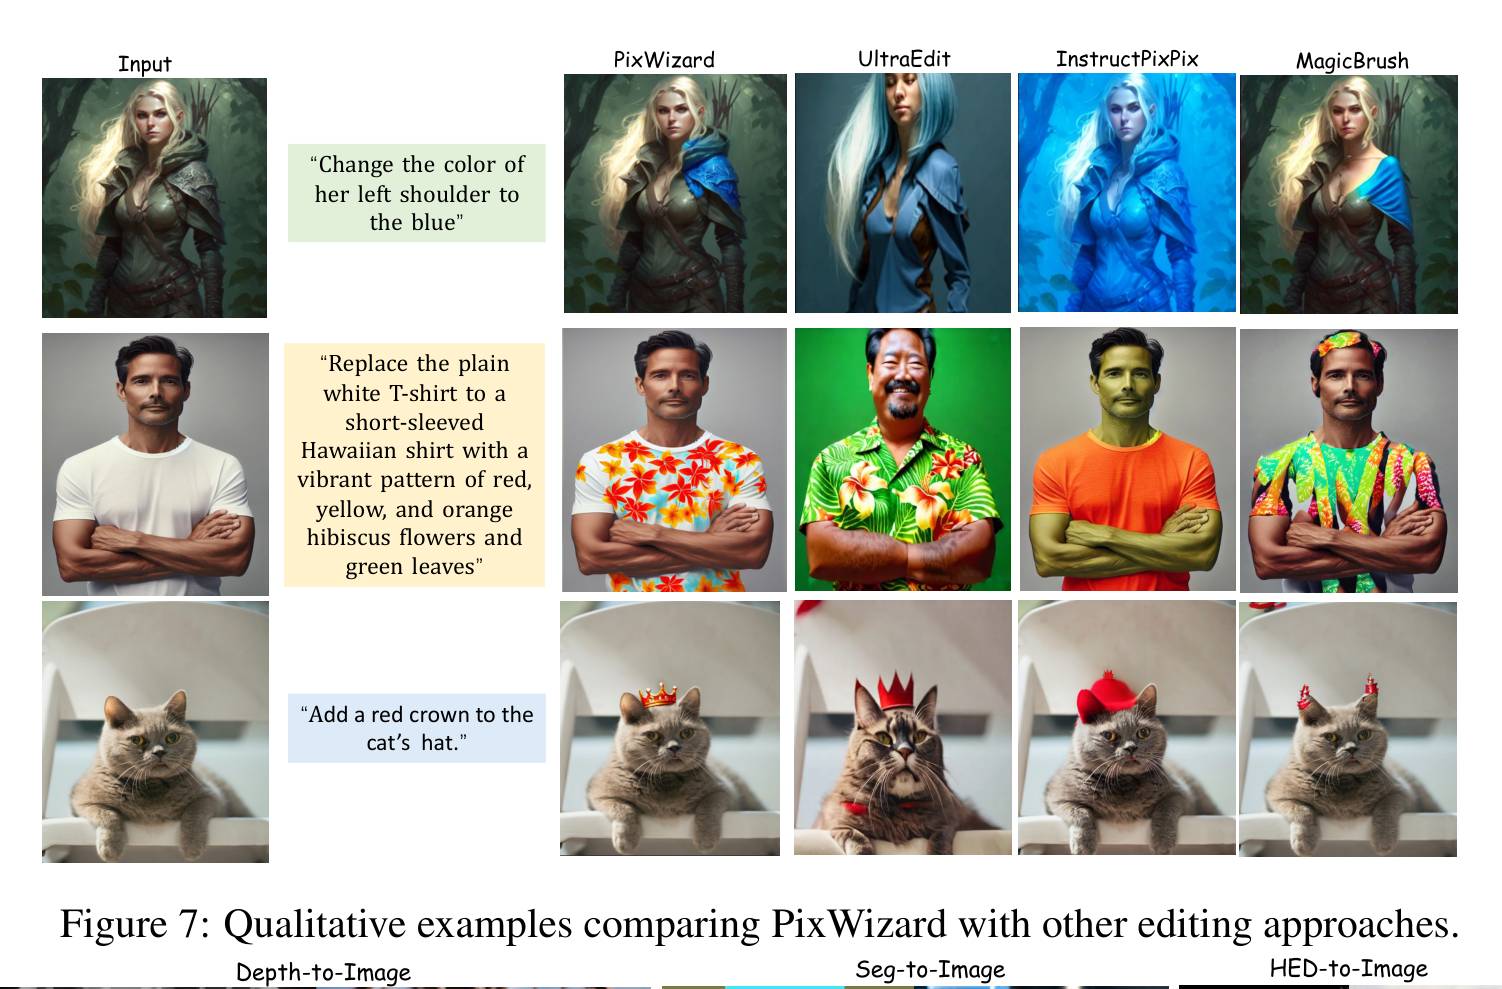 Input
PixWizard
UltraEdit
InstructPixPix
MagicBrush
“Change the color of
her left shoulder to
the blue”
“Replace the plain
white T-shirt to a
short-sleeved
Hawaiian shirt with a
vibrant pattern of red,
yellow, and orange
hibiscus flowers and
green leaves”
“Add a red crown to the
cat’s hat.”
Figure 7: Qualitative examples comparing PixWizard with other editing approaches.
Depth-to-Image
Seg-to-Image
HED-to-Image